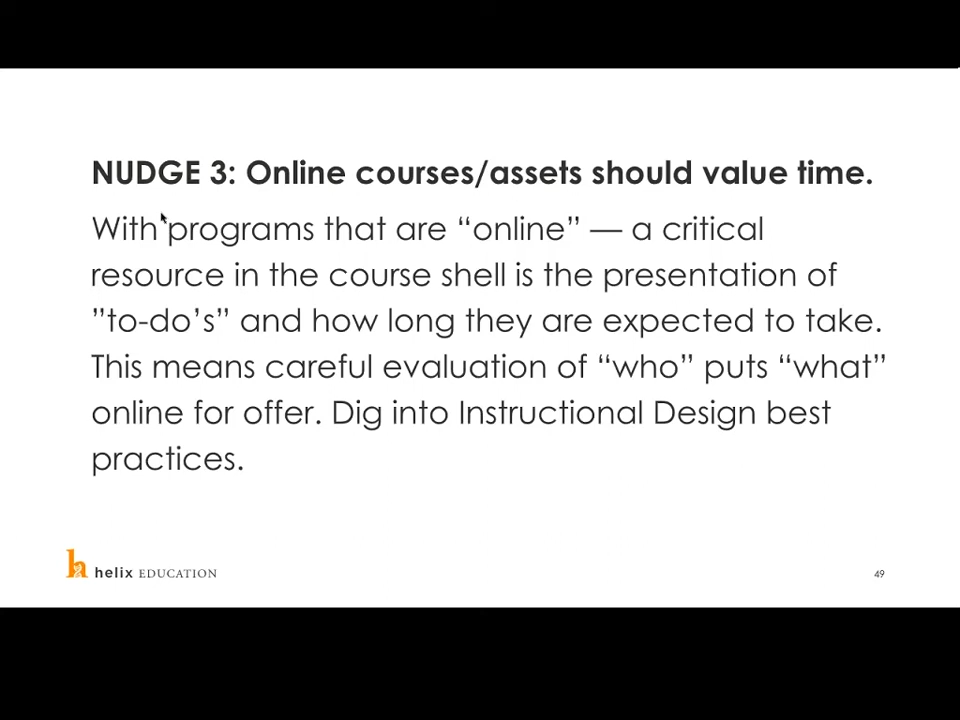 NUDGE 3: Online courses/assets should value time.
With programs that are “online” — a critical
resource in the course shell is the presentation of
”to-do’s” and how long they are expected to take.
This means careful evaluation of “who” puts “what”
online for offer. Dig into Instructional Design best
practices.
h helix EDUCATION
49